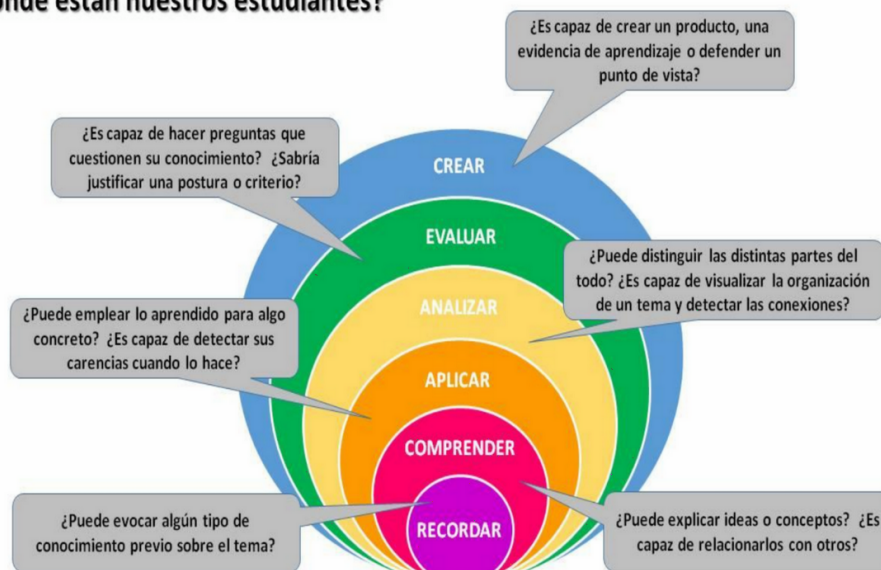 onde están nuestros estudiantes?
¿Es capaz de crear un producto, una
evidencia de aprendizaje o defender un
punto de vista?
¿Es capaz de hacer preguntas que
cuestionen su conocimiento? ¿Sabría
justificar una postura o criterio?
CREAR
EVALUAR
¿Puede distinguir las distintas partes del
todo? ¿Es capaz de visualizar la organización
de un tema y detectar las conexiones?
ANALIZAR
¿Puede emplear lo aprendido para algo
concreto? ¿Es capaz de detectar sus
carencias cuando lo hace?
APLICAR
COMPRENDER
¿Puede evocar algún tipo de
conocimiento previo sobre el tema?
RECORDAR
¿Puede explicar ideas o conceptos? ¿Es
capaz de relacionarlos con otros?